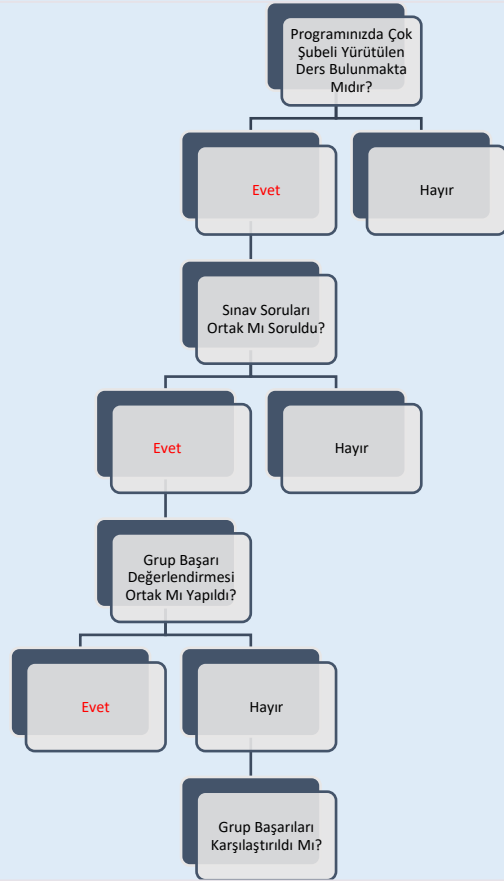 Programınızda Çok
Şubeli Yürütülen
Ders Bulunmakta
Mıdır?
Evet
Hayır
Sınav Soruları
Ortak Mı Soruldu?
Evet
Hayır
Grup Başarı
Değerlendirmesi
Ortak Mı Yapıldı?
Evet
Hayır
Grup Başarıları
Karşılaştırıldı Mı?